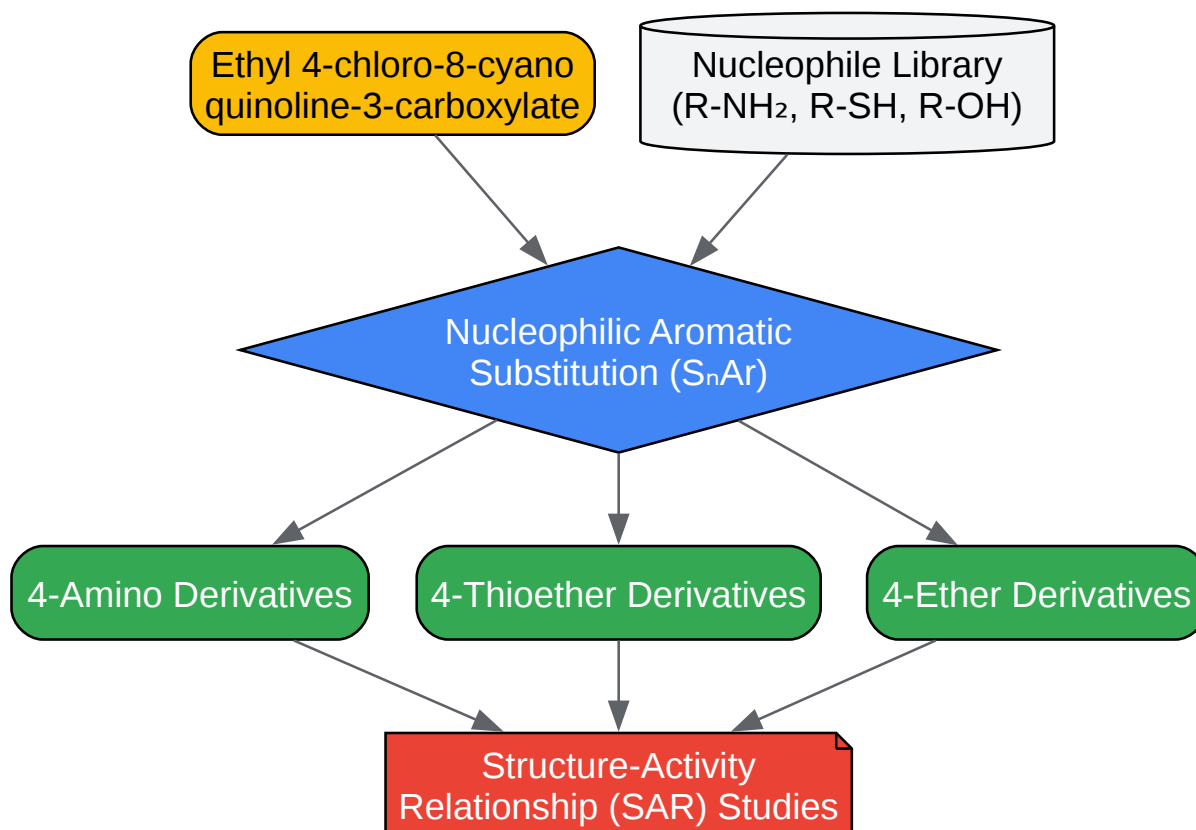 Ethyl 4-chloro-8-cyano
quinoline-3-carboxylate
Nucleophile Library
(R-NH₂, R-SH, R-OH)
Nucleophilic Aromatic
Substitution (SₙAr)
4-Amino Derivatives
4-Thioether Derivatives
4-Ether Derivatives
Structure-Activity
Relationship (SAR) Studies